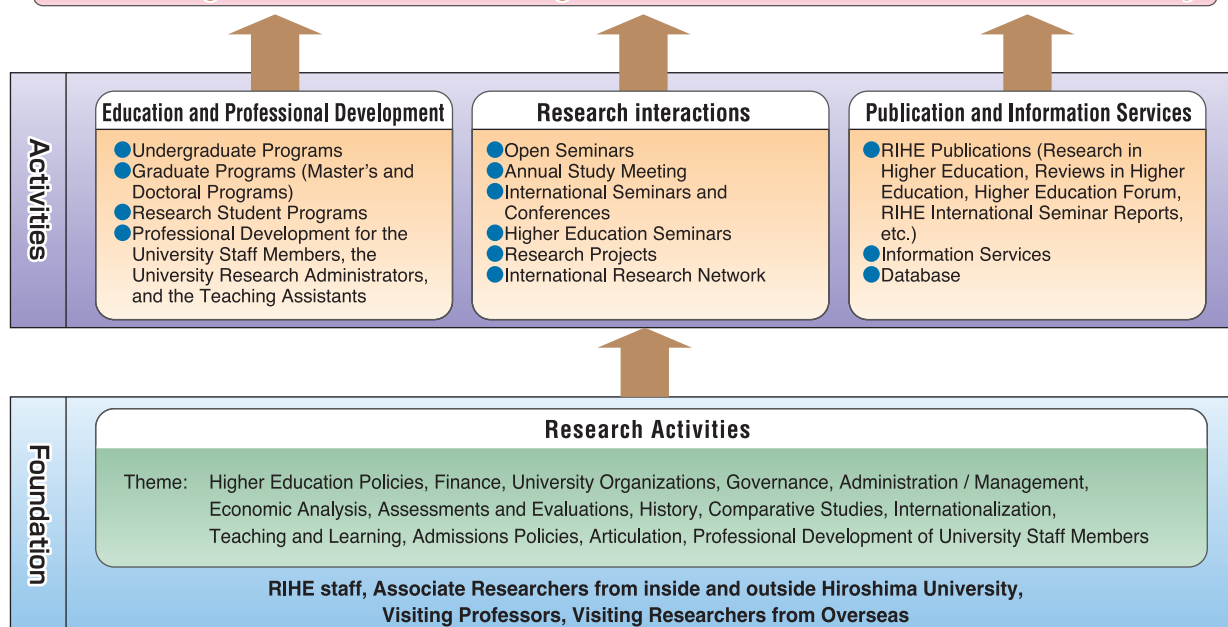 Activities
Education and Professional Development
●Undergraduate Programs
●Graduate Programs (Master's and
Doctoral Programs)
●Research Student Programs
●Professional Development for the
University Staff Members, the
University Research Administrators,
and the Teaching Assistants
Research interactions
●Open Seminars
●Annual Study Meeting
●International Seminars and
Conferences
●Higher Education Seminars
●Research Projects
●International Research Network
Publication and Information Services
●RIHE Publications (Research in
Higher Education, Reviews in Higher
Education, Higher Education Forum,
RIHE International Seminar Reports,
etc.)
●Information Services
●Database
Foundation
Research Activities
Theme: Higher Education Policies, Finance, University Organizations, Governance, Administration / Management,
Economic Analysis, Assessments and Evaluations, History, Comparative Studies, Internationalization,
Teaching and Learning, Admissions Policies, Articulation, Professional Development of University Staff Members
RIHE staff, Associate Researchers from inside and outside Hiroshima University,
Visiting Professors, Visiting Researchers from Overseas